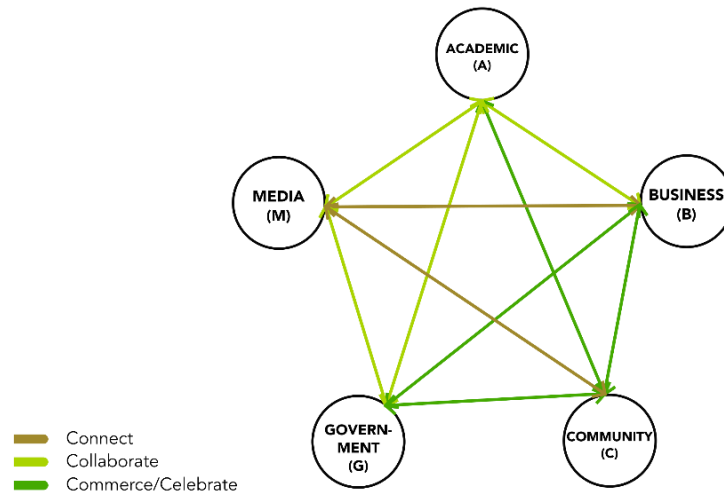 ACADEMIC
(A)
MEDIA
(M)
BUSINESS
(B)
GOVERN-
MENT
(G)
COMMUNITY
(C)
Connect
Collaborate
Commerce/Celebrate